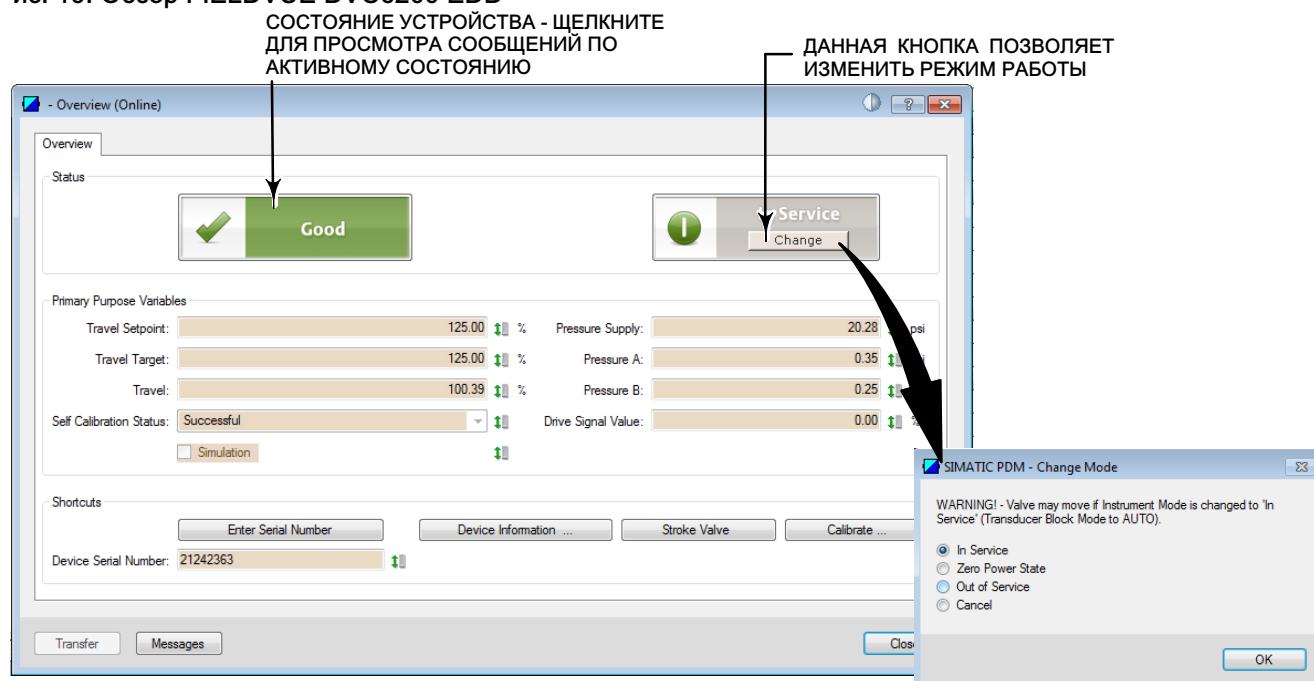 СОСТОЯНИЕ УСТРОЙСТВА - ЩЕЛКНИТЕ
ДЛЯ ПРОСМОТРА СООБЩЕНИЙ ПО
АКТИВНОМУ СОСТОЯНИЮ
ДАННАЯ КНОПКА ПОЗВОЛЯЕТ
ИЗМЕНИТЬ РЕЖИМ РАБОТЫ
- Overview (Online)
Overview
Status
Good
Service
Change
Primary Purpose Variables
Travel Setpoint: 125.00 % Pressure Supply: 20.28 psi
Travel Target: 125.00 % Pressure A: 0.35
Travel: 100.39 % Pressure B: 0.25
Self Calibration Status: Successful Drive Signal Value: 0.00 %
Simulation
Shortcuts
Enter Serial Number Device Information ... Stroke Valve Calibrate ...
Device Serial Number: 21242363
Transfer Messages
SIMATIC PDM - Change Mode
WARNING! - Valve may move if Instrument Mode is changed to 'In
Service' (Transducer Block Mode to AUTO).
In Service
Zero Power State
Out of Service
Cancel
OK